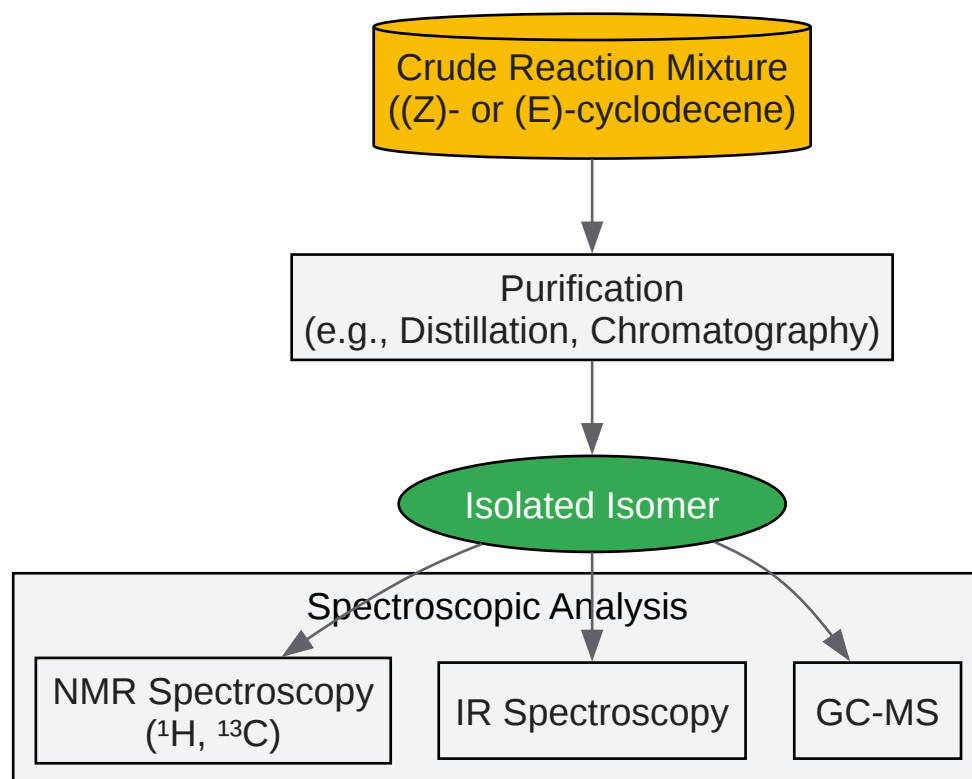 Crude Reaction Mixture
((Z)- or (E)-cyclodecene)
Purification
(e.g., Distillation, Chromatography)
Isolated Isomer
Spectroscopic Analysis
NMR Spectroscopy
(¹H, ¹³C)
IR Spectroscopy
GC-MS